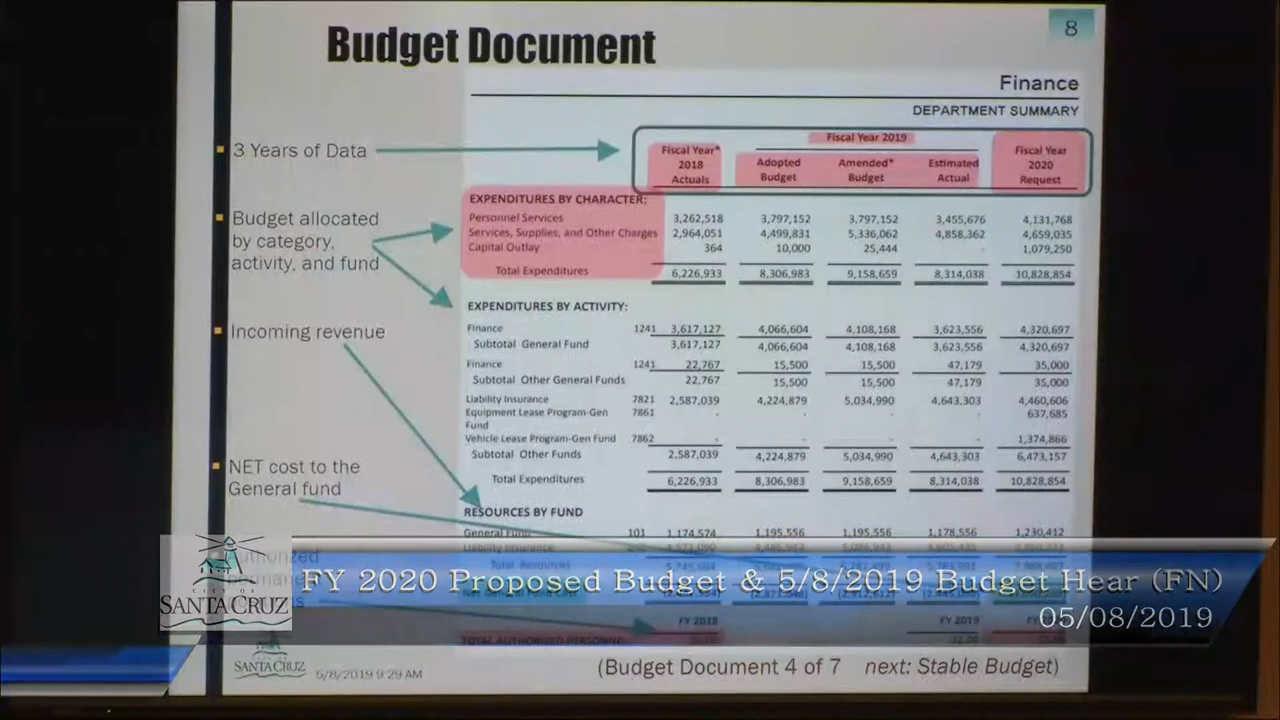 8
Budget Document
Finance
DEPARTMENT SUMMARY
3 Years of Data
Budget allocated
by category,
activity, and fund
Incoming revenue
NET cost to the
General fund
Authorized
Fiscal Year* 2018 Actuals
Fiscal Year 2019
Adopted Budget
Amended* Budget
Estimated Actual
Fiscal Year 2020 Request
EXPENDITURES BY CHARACTER:
Personnel Services 3,262,518 3,797,152 3,797,152 3,455,676 4,131,768
Services, Supplies, and Other Charges 2,964,051 4,499,831 5,336,062 4,858,362 4,659,035
Capital Outlay 364 10,000 25,444 - 1,079,250
Total Expenditures 6,226,933 8,306,983 9,158,659 8,314,038 10,828,854
EXPENDITURES BY ACTIVITY:
Finance 1241 3,617,127 4,066,604 4,108,168 3,623,556 4,320,697
Subtotal General Fund 3,617,127 4,066,604 4,108,168 3,623,556 4,320,697
Finance 1241 22,767 15,500 15,500 47,179 35,000
Subtotal Other General Funds 22,767 15,500 15,500 47,179 35,000
Liability Insurance 7821 2,587,039 4,224,879 5,034,990 4,643,303 4,460,606
Equipment Lease Program-Gen 7861 - - - - 637,685
Fund
Vehicle Lease Program-Gen Fund 7862 - - - - 1,374,866
Subtotal Other Funds 2,587,039 4,224,879 5,034,990 4,643,303 6,473,157
Total Expenditures 6,226,933 8,306,983 9,158,659 8,314,038 10,828,854
RESOURCES BY FUND
General Fund 101 1,174,574 1,195,556 1,195,556 1,178,556 1,230,412
Liability Insurance
Total Resources
FY 2018 FY 2019
TOTAL AUTHORIZED
CITY OF
SANTA CRUZ
FY 2020 Proposed Budget & 5/8/2019 Budget Hear (FN)
05/08/2019
SANTA CRUZ
5/8/2019 9:29 AM
(Budget Document 4 of 7 next: Stable Budget)